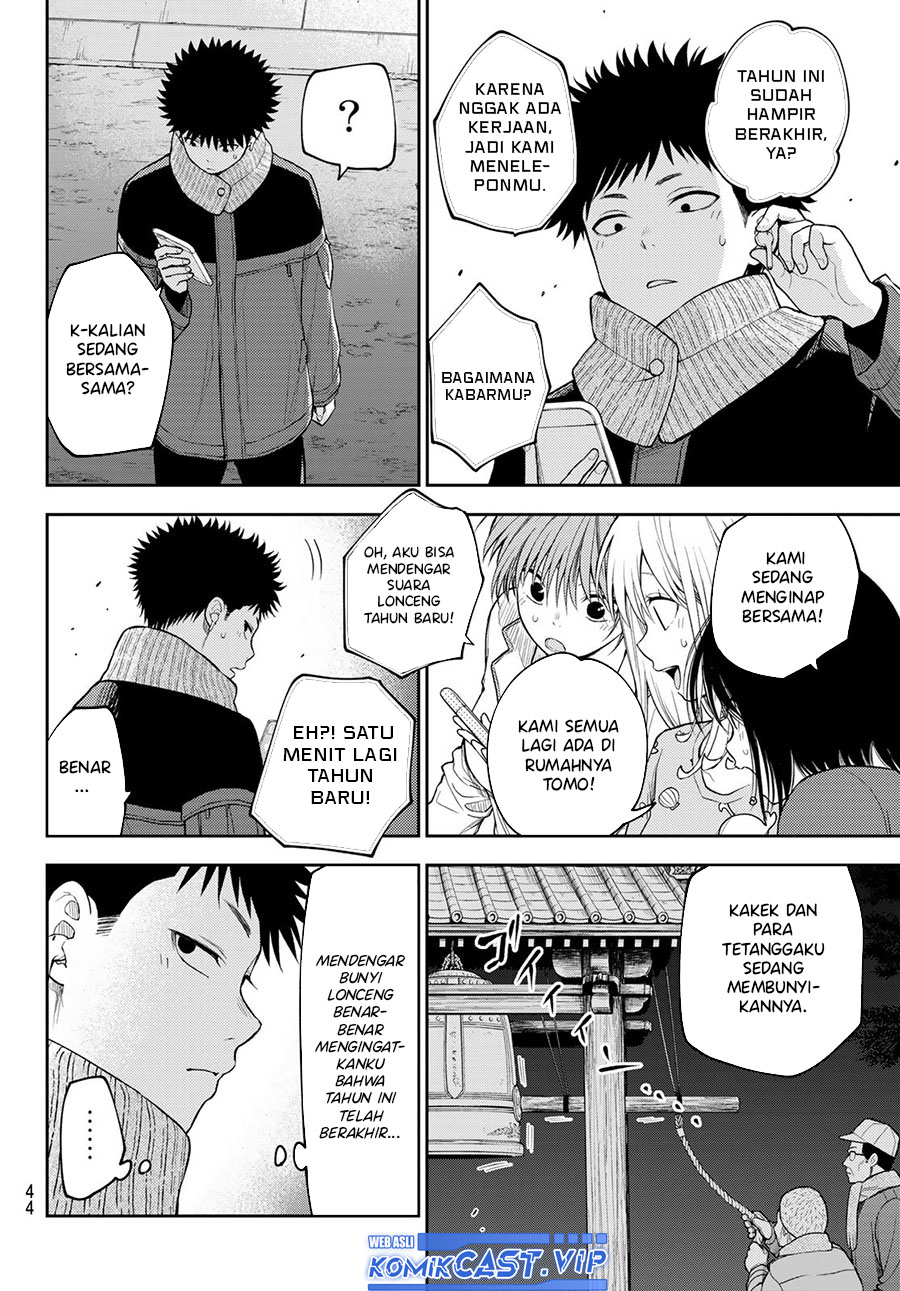 TAHUN INI
SUDAH
HAMPIR
BERAKHIR,
YA?
KARENA
NGGAK ADA
KERJAAN,
JADI KAMI
MENELE-
PONMU.
BAGAIMANA
KABARMU?
?
K-KALIAN
SEDANG
BERSAMA-
SAMA?
KAMI
SEDANG
MENGINAP
BERSAMA!
KAMI SEMUA
LAGI ADA DI
RUMAHNYA
TOMO!
OH, AKU BISA
MENDENGAR
SUARA
LONCENG
TAHUN BARU!
EH?! SATU
MENIT LAGI
TAHUN
BARU!
BENAR
...
KAKEK DAN
PARA
TETANGGAKU
SEDANG
MEMBUNYI-
KANNYA.
ゴーン
MENDENGAR
BUNYI
LONCENG
BENAR-
BENAR
MENGINGAT-
KANKU
BAHWA
TAHUN INI
TELAH
BERAKHIR...
......
44
WEB ASLI
KOMIKCAST.VIP